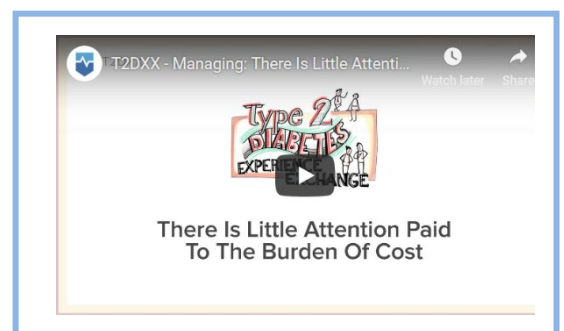 T2DXX - Managing: There Is Little Attenti...
Watch later
Share
Type 2
DIABETES
EXPERIENCE
EXCHANGE
There Is Little Attention Paid
To The Burden Of Cost